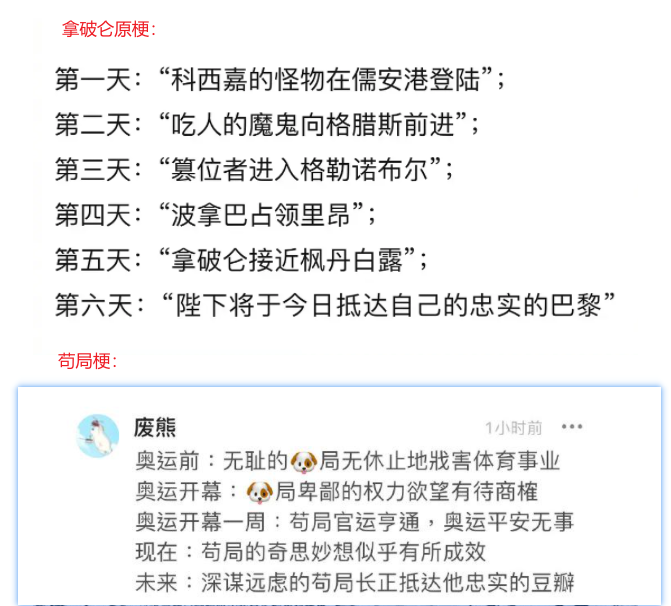 拿破仑原梗：
第一天：“科西嘉的怪物在儒安港登陆”；
第二天：“吃人的魔鬼向格腊斯前进”；
第三天：“篡位者进入格勒诺布尔”；
第四天：“波拿巴占领里昂”；
第五天：“拿破仑接近枫丹白露”；
第六天：“陛下将于今日抵达自己的忠实的巴黎”
苟局梗：
废熊
1小时前
奥运前：无耻的🐶局无休止地戕害体育事业
奥运开幕：🐶局卑鄙的权力欲望有待商榷
奥运开幕一周：苟局官运亨通，奥运平安无事
现在：苟局的奇思妙想似乎有所成效
未来：深谋远虑的苟局长正抵达他忠实的豆瓣